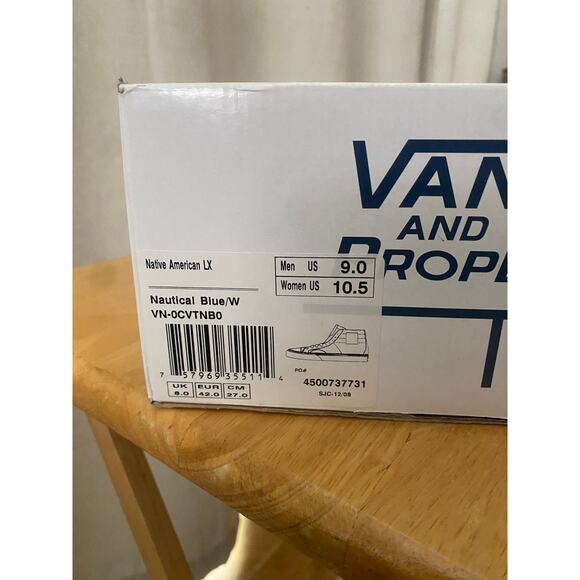 VAN
AND
PROPE
Native American LX
Men US 9.0
Women US 10.5
Nautical Blue/W
VN-0CVTNB0
7 57969 35511 4
UK EUR CM
8.0 42.0 27.0
PO#
4500737731
SJC-12/08